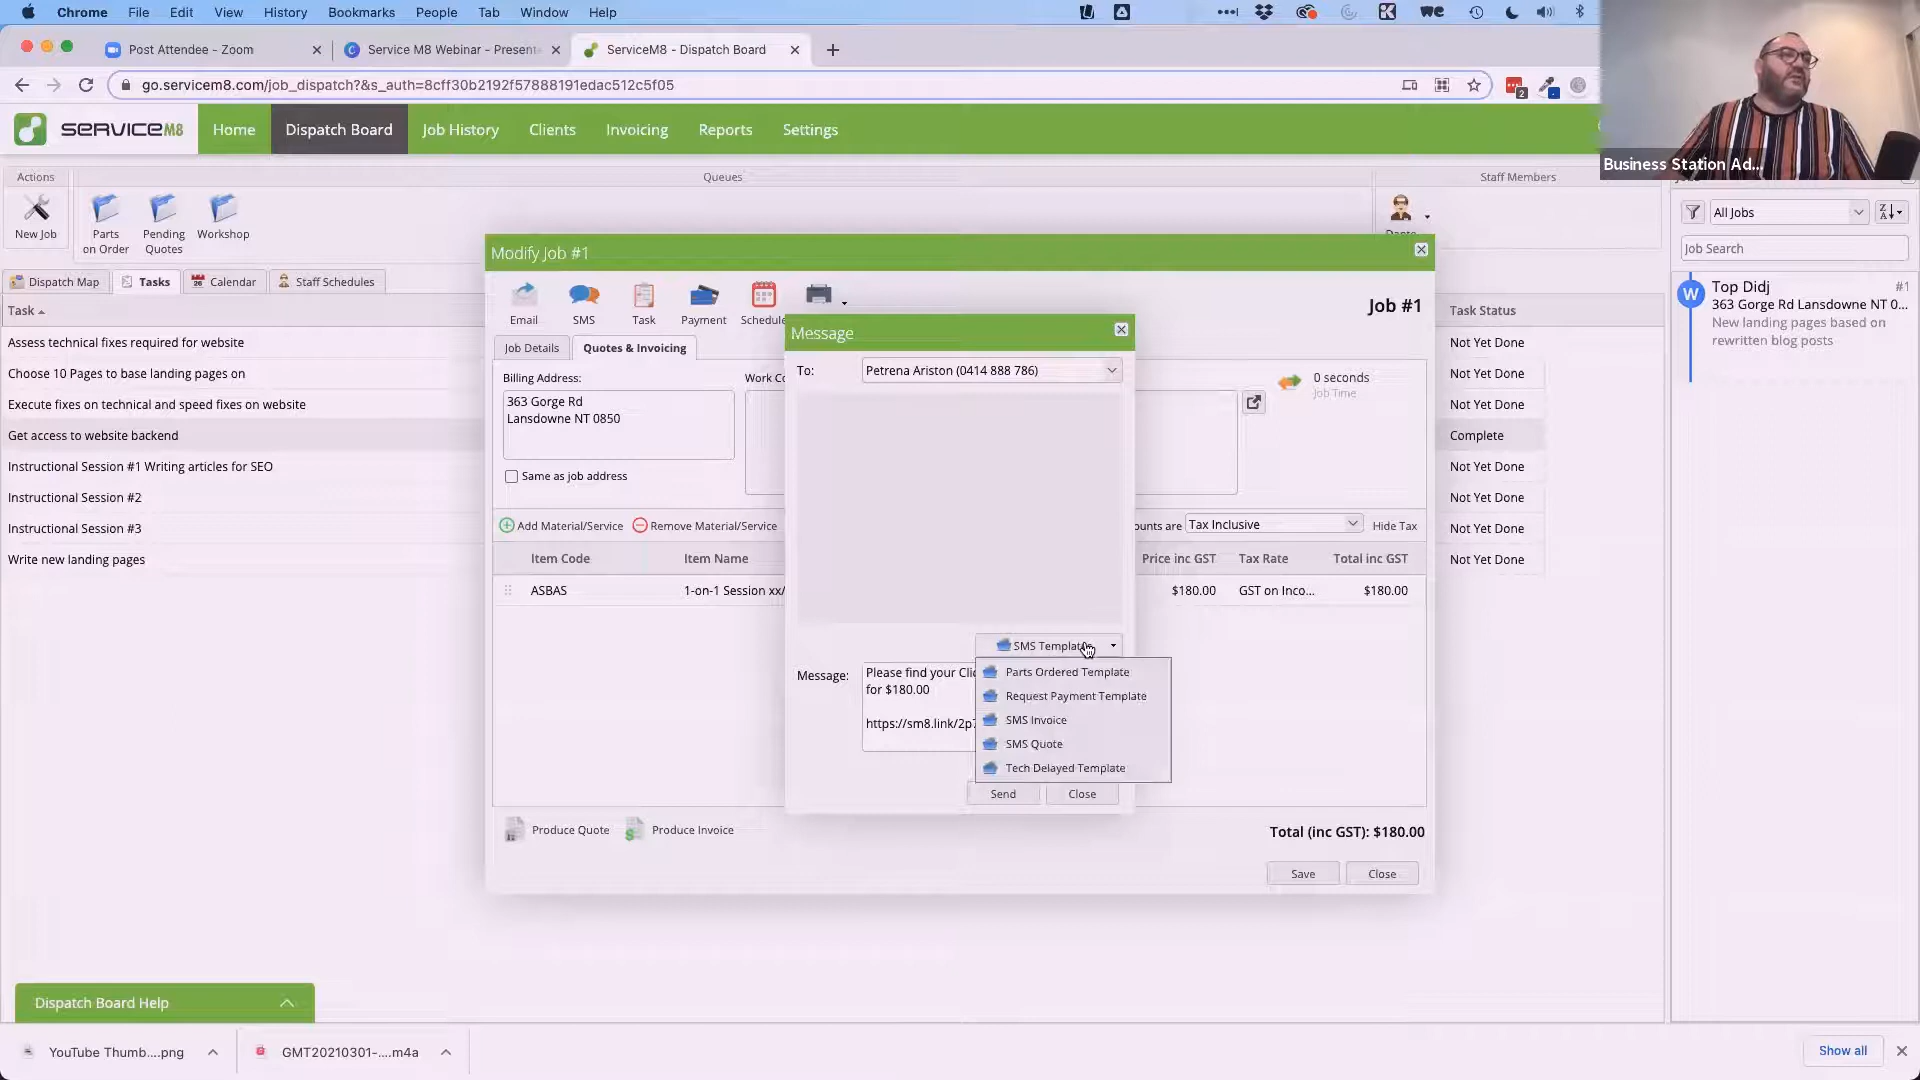 Chrome File Edit View History Bookmarks People Tab Window Help
Post Attendee - Zoom
Service M8 Webinar - Present
ServiceM8 - Dispatch Board
go.servicem8.com/job_dispatch?&s_auth=8cff30b2192f57888191edac512c5f05
2
SERVICEM8
Home Dispatch Board Job History Clients Invoicing Reports Settings
Business Station Ad...
Actions
Queues
Staff Members
New Job
Parts on Order
Pending Quotes
Workshop
All Jobs
Job Search
Dispatch Map Tasks Calendar Staff Schedules
Task
Task Status
Assess technical fixes required for website
Not Yet Done
Choose 10 Pages to base landing pages on
Not Yet Done
Execute fixes on technical and speed fixes on website
Not Yet Done
Get access to website backend
Complete
Instructional Session #1 Writing articles for SEO
Not Yet Done
Instructional Session #2
Not Yet Done
Instructional Session #3
Not Yet Done
Write new landing pages
Not Yet Done
W
Top Didj #1
363 Gorge Rd Lansdowne NT 0...
New landing pages based on
rewritten blog posts
Modify Job #1
Email SMS Task Payment Schedule
Job #1
Job Details Quotes & Invoicing
Billing Address:
363 Gorge Rd
Lansdowne NT 0850
Same as job address
Work Co
0 seconds
Job Time
Add Material/Service Remove Material/Service
unts are Tax Inclusive Hide Tax
Item Code Item Name Price inc GST Tax Rate Total inc GST
ASBAS 1-on-1 Session xx/ $180.00 GST on Inco... $180.00
Message
To: Petrena Ariston (0414 888 786)
SMS Template
Parts Ordered Template
Request Payment Template
SMS Invoice
SMS Quote
Tech Delayed Template
Message:
Please find your Clic
for $180.00
https://sm8.link/2p7
Send Close
Produce Quote Produce Invoice
Total (inc GST): $180.00
Save Close
Dispatch Board Help
YouTube Thumb....png
GMT20210301-....m4a
Show all